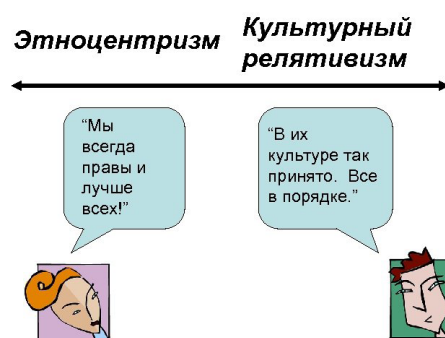 Этноцентризм
Культурный
релятивизм
“Мы
всегда
правы и
лучше
всех!”
“В их
культуре так
принято.  Все
в порядке.”